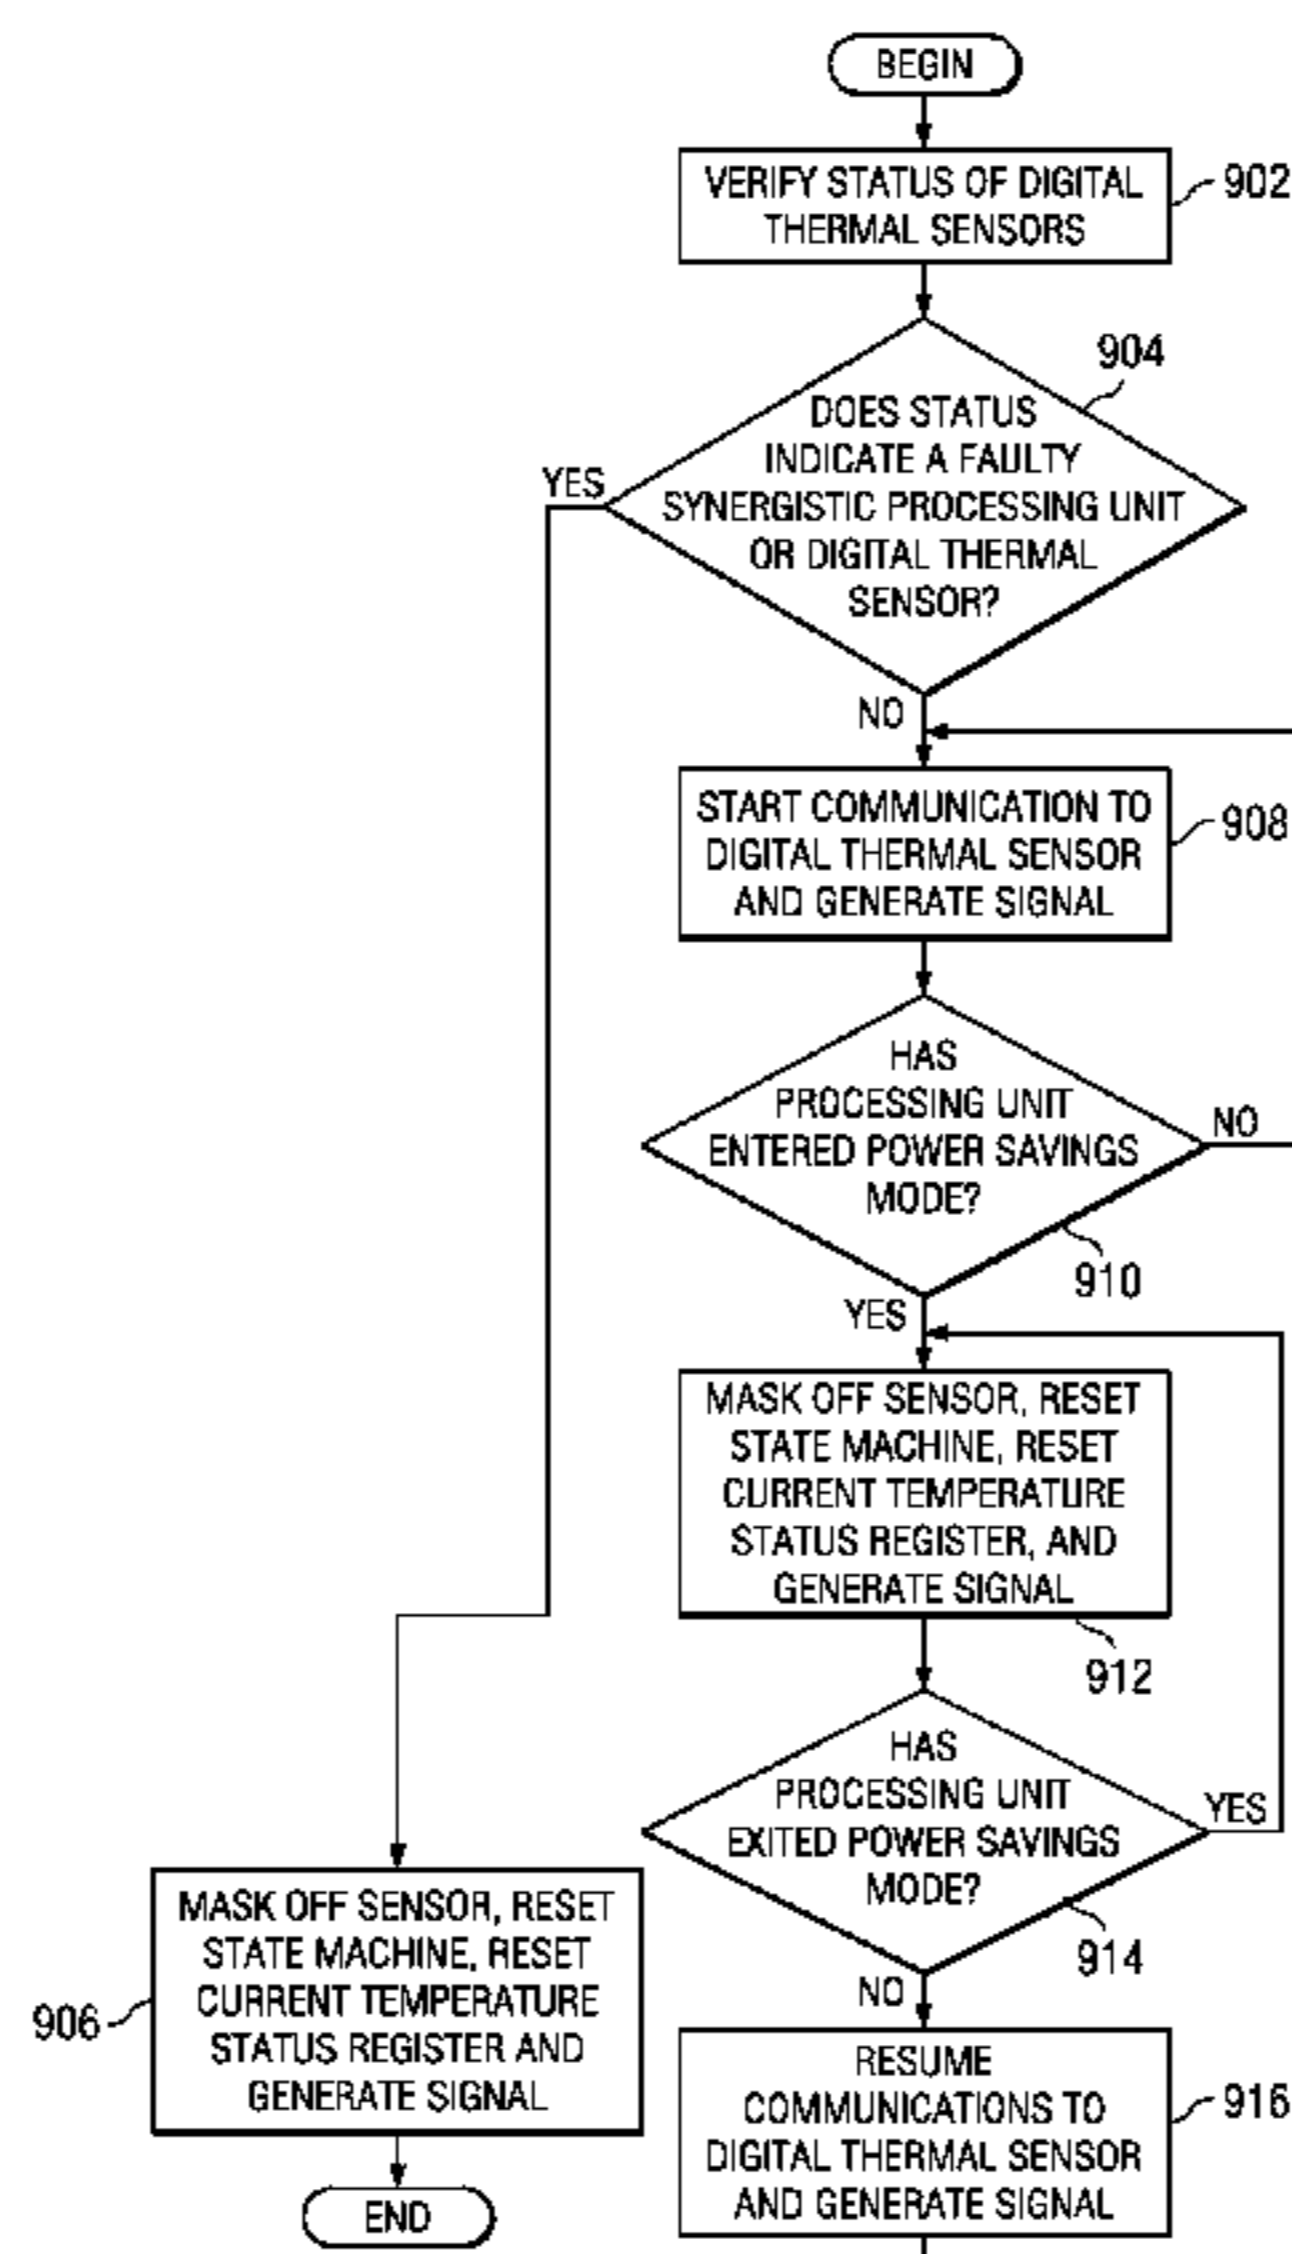 BEGIN
VERIFY STATUS OF DIGITAL
THERMAL SENSORS
902
904
DOES STATUS
INDICATE A FAULTY
SYNERGISTIC PROCESSING UNIT
OR DIGITAL THERMAL
SENSOR?
YES
NO
START COMMUNICATION TO
DIGITAL THERMAL SENSOR
AND GENERATE SIGNAL
908
HAS
PROCESSING UNIT
ENTERED POWER SAVINGS
MODE?
NO
910
YES
MASK OFF SENSOR, RESET
STATE MACHINE, RESET
CURRENT TEMPERATURE
STATUS REGISTER, AND
GENERATE SIGNAL
912
HAS
PROCESSING UNIT
EXITED POWER SAVINGS
MODE?
YES
914
NO
MASK OFF SENSOR, RESET
STATE MACHINE, RESET
CURRENT TEMPERATURE
STATUS REGISTER AND
GENERATE SIGNAL
906
RESUME
COMMUNICATIONS TO
DIGITAL THERMAL SENSOR
AND GENERATE SIGNAL
916
END